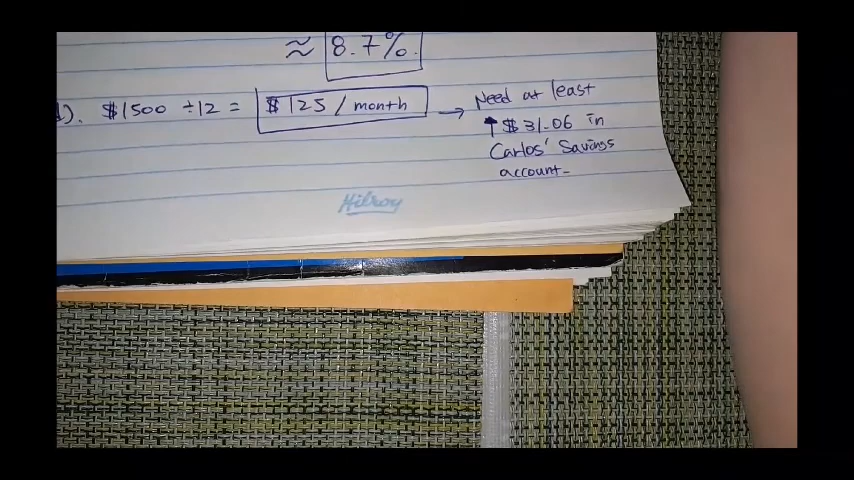 ≈ 8.7%.
d). $1500 ÷12 = $125/month → Need at least
↑$31.06 in
Carlos' Savings
account.
Hilroy